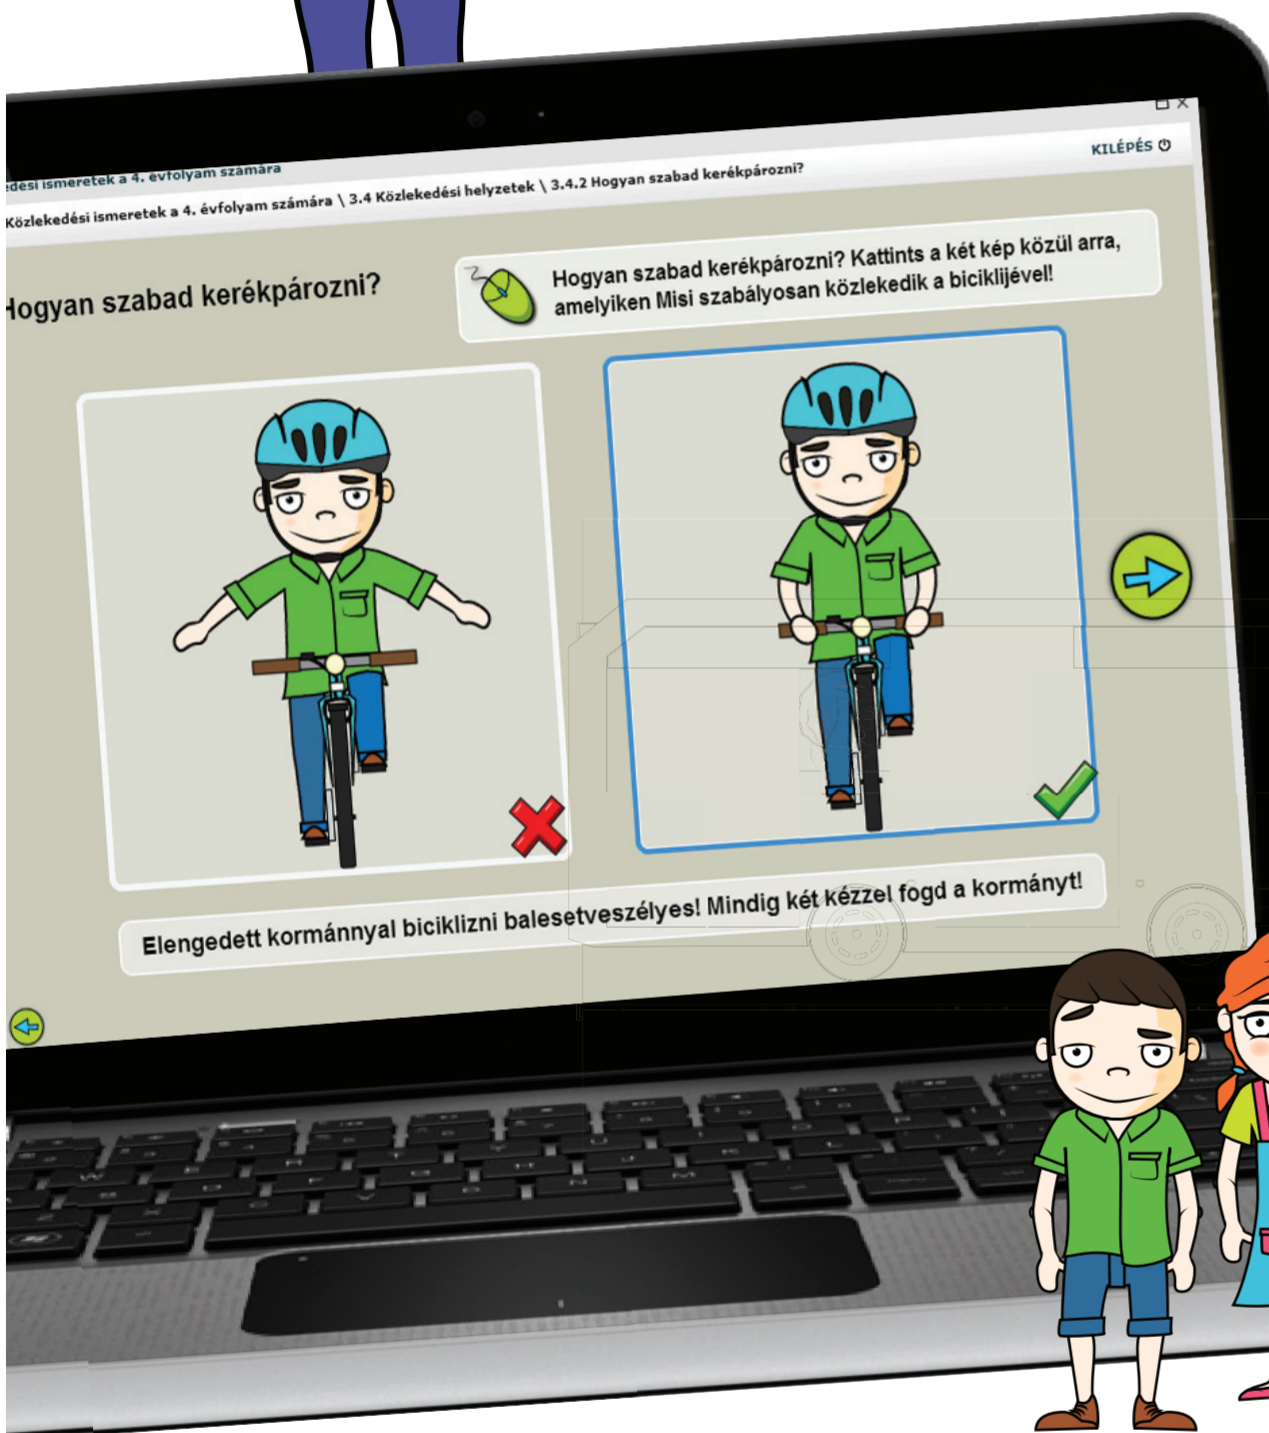 ismeretek a 4. évfolyam számára
KILÉPÉS
Közlekedési ismeretek a 4. évfolyam számára \ 3.4 Közlekedési helyzetek \ 3.4.2 Hogyan szabad kerékpározni?
Hogyan szabad kerékpározni?
Hogyan szabad kerékpározni? Kattints a két kép közül arra,
amelyiken Misi szabályosan közlekedik a biciklijével!
Elengedett kormánnyal biciklizni balesetveszélyes! Mindig két kézzel fogd a kormányt!